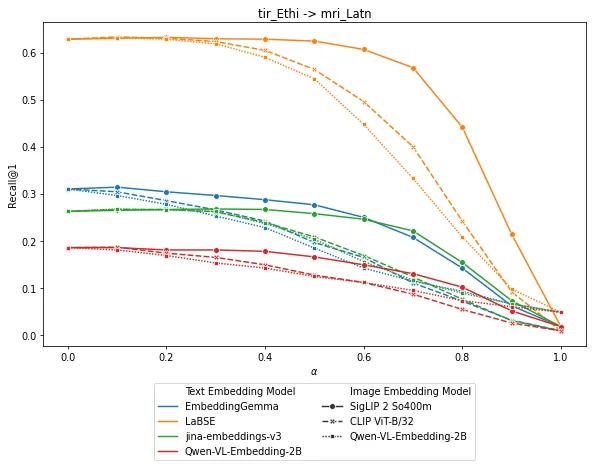 tir_Ethi -> mri_Latn
Recall@1
0.6
0.5
0.4
0.3
0.2
0.1
0.0
0.0 0.2 0.4 0.6 0.8 1.0
α
Text Embedding Model
EmbeddingGemma
LaBSE
jina-embeddings-v3
Qwen-VL-Embedding-2B
Image Embedding Model
SigLIP 2 So400m
CLIP ViT-B/32
Qwen-VL-Embedding-2B